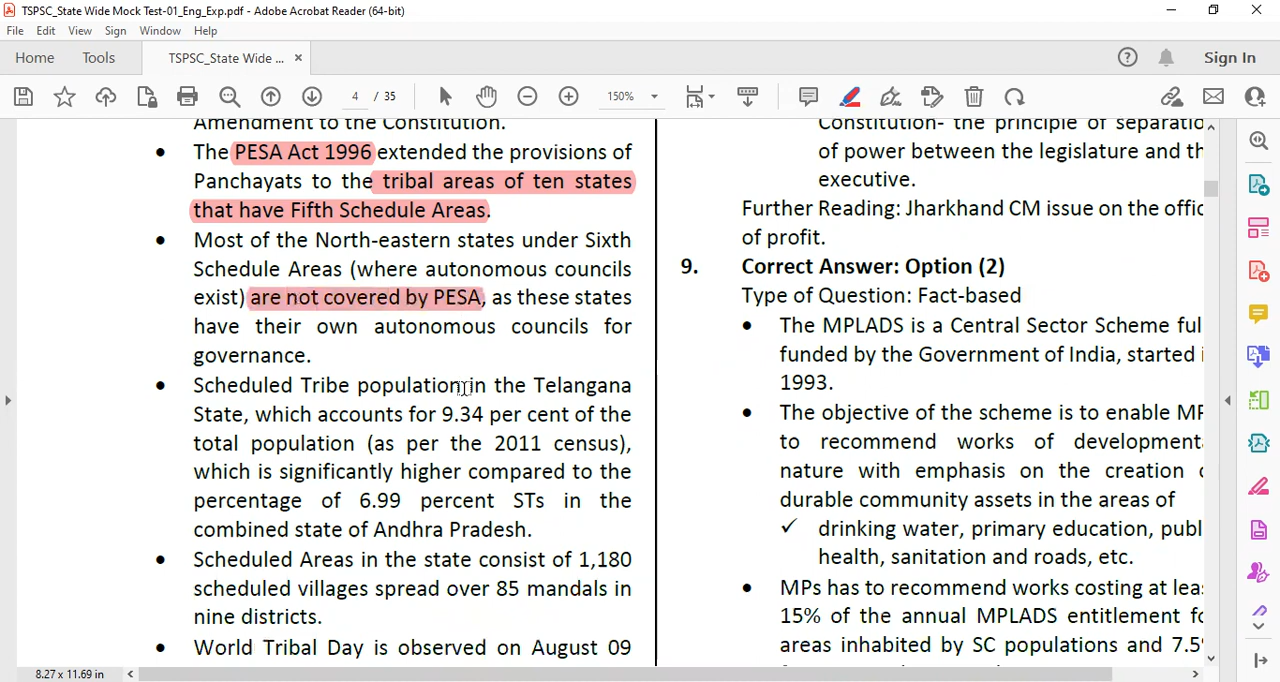 TSPSC_State Wide Mock Test-01_Eng_Exp.pdf - Adobe Acrobat Reader (64-bit)
File Edit View Sign Window Help
Home Tools TSPSC_State Wide ... × Sign In
4 / 35 150%
Amendment to the Constitution.
• The PESA Act 1996 extended the provisions of
Panchayats to the tribal areas of ten states
that have Fifth Schedule Areas.
• Most of the North-eastern states under Sixth
Schedule Areas (where autonomous councils
exist) are not covered by PESA, as these states
have their own autonomous councils for
governance.
• Scheduled Tribe population in the Telangana
State, which accounts for 9.34 per cent of the
total population (as per the 2011 census),
which is significantly higher compared to the
percentage of 6.99 percent STs in the
combined state of Andhra Pradesh.
• Scheduled Areas in the state consist of 1,180
scheduled villages spread over 85 mandals in
nine districts.
• World Tribal Day is observed on August 09
Constitution- the principle of separatio
of power between the legislature and th
executive.
Further Reading: Jharkhand CM issue on the offic
of profit.
9. Correct Answer: Option (2)
Type of Question: Fact-based
• The MPLADS is a Central Sector Scheme ful
funded by the Government of India, started i
1993.
• The objective of the scheme is to enable MP
to recommend works of development
nature with emphasis on the creation
durable community assets in the areas of
✓ drinking water, primary education, publ
health, sanitation and roads, etc.
• MPs has to recommend works costing at leas
15% of the annual MPLADS entitlement fo
areas inhabited by SC populations and 7.5
8.27 x 11.69 in